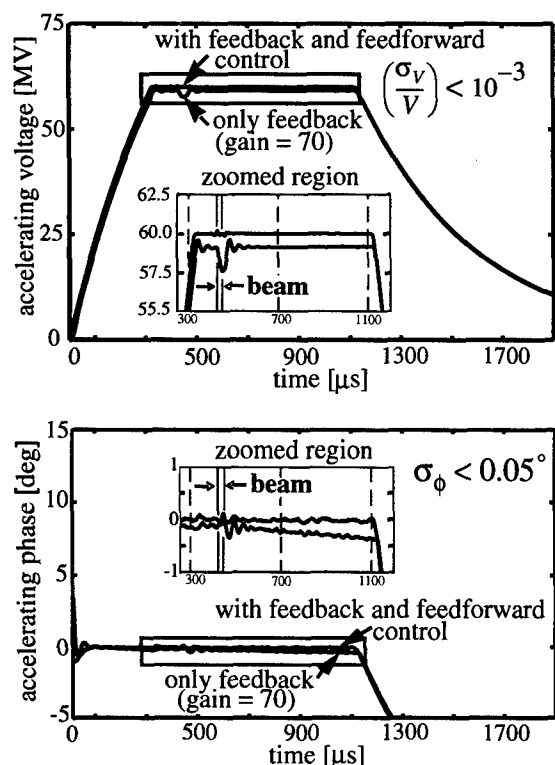 75
50
25
0
accelerating voltage [MV]
with feedback and feedforward
control
(σ_V/V) < 10^-3
only feedback
(gain = 70)
zoomed region
62.5
60.0
57.5
55.5
beam
300 700 1100
0 500 900 1300 1700
time [μs]
15
10
5
0
-5
accelerating phase [deg]
zoomed region
σ_ϕ < 0.05°
1
0
-1
beam
300 700 1100
with feedback and feedforward
control
only feedback
(gain = 70)
0 500 900 1300 1700
time [μs]